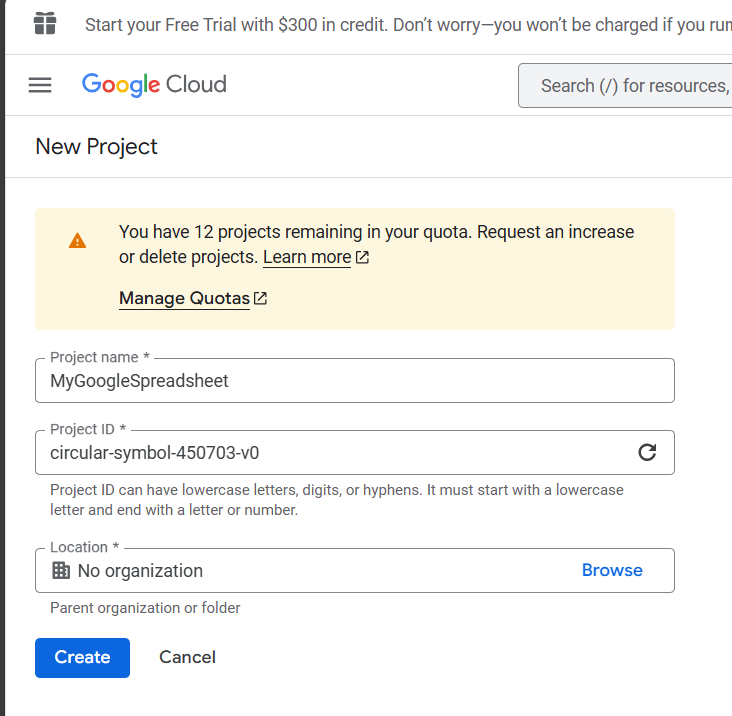 Start your Free Trial with $300 in credit. Don’t worry—you won’t be charged if you run
Google Cloud
Search (/) for resources,
New Project
You have 12 projects remaining in your quota. Request an increase
or delete projects. Learn more
Manage Quotas
Project name *
MyGoogleSpreadsheet
Project ID *
circular-symbol-450703-v0
Project ID can have lowercase letters, digits, or hyphens. It must start with a lowercase
letter and end with a letter or number.
Location *
No organization
Browse
Parent organization or folder
Create
Cancel